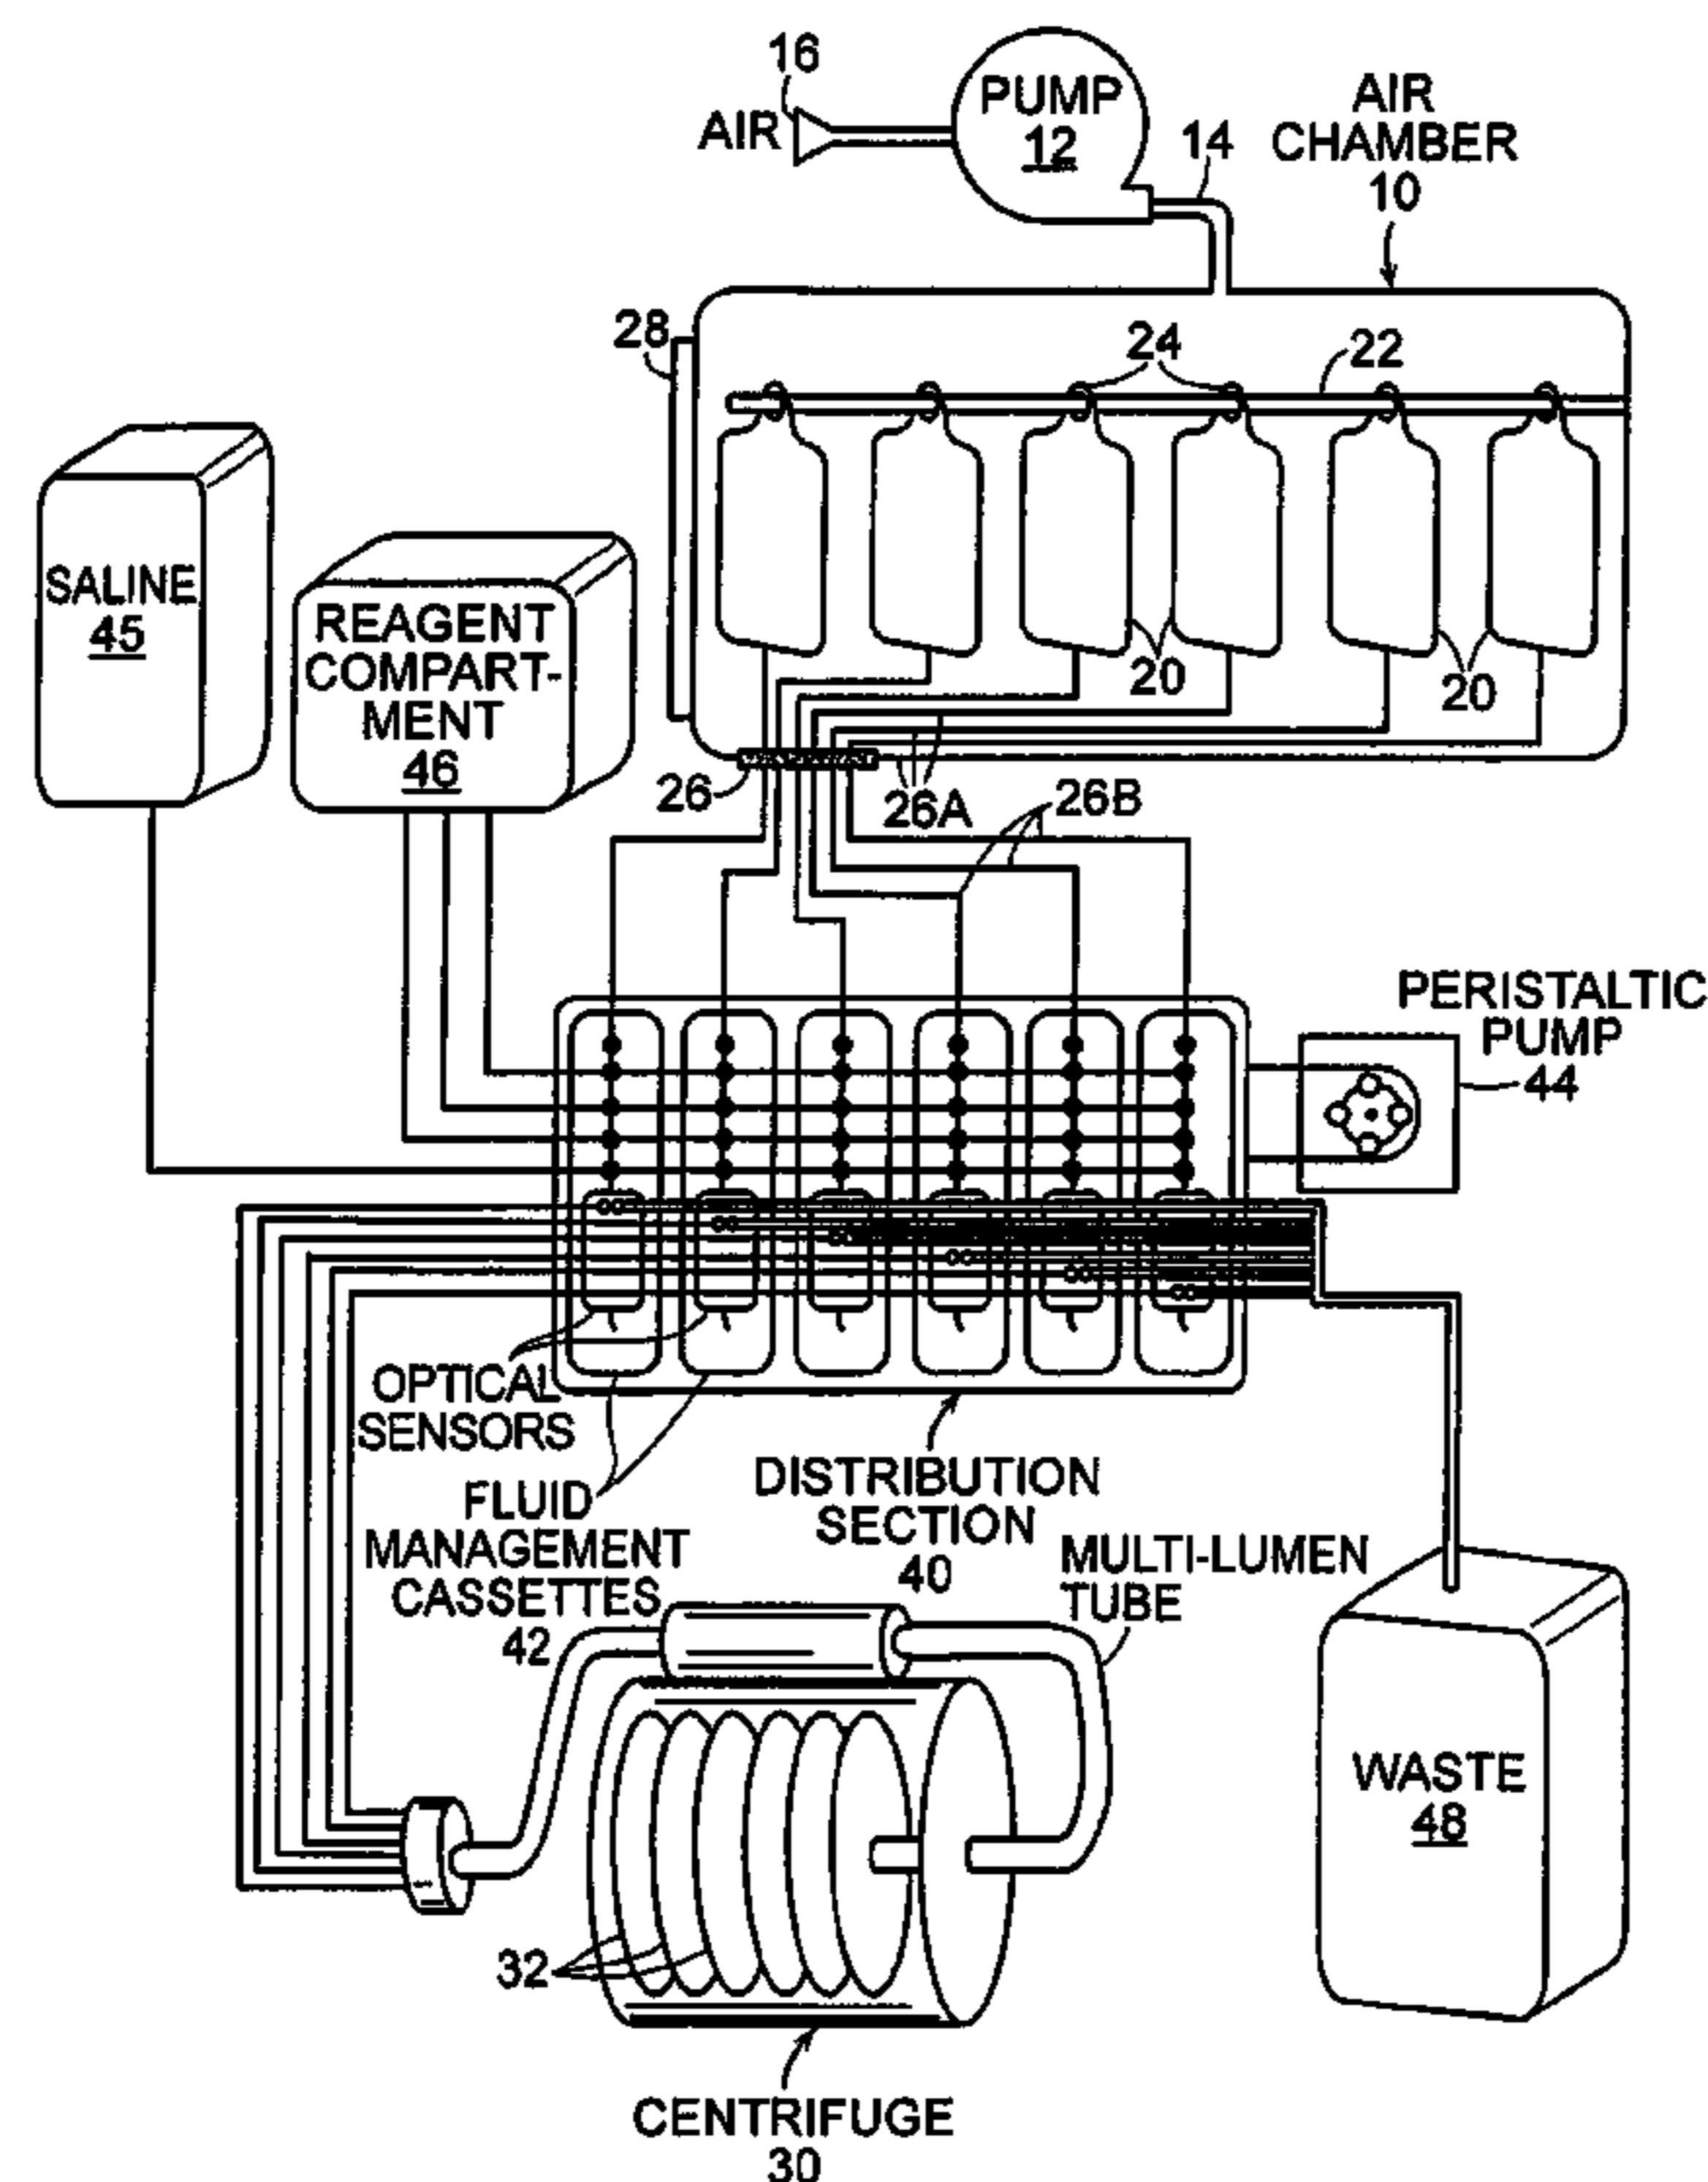 16
AIR
PUMP
12
14
AIR
CHAMBER
10
28
24
22
SALINE
45
REAGENT
COMPART-
MENT
46
20
20
26
26A
26B
PERISTALTIC
PUMP
44
OPTICAL
SENSORS
FLUID
MANAGEMENT
CASSETTES
42
DISTRIBUTION
SECTION
40
MULTI-LUMEN
TUBE
WASTE
48
32
CENTRIFUGE
30